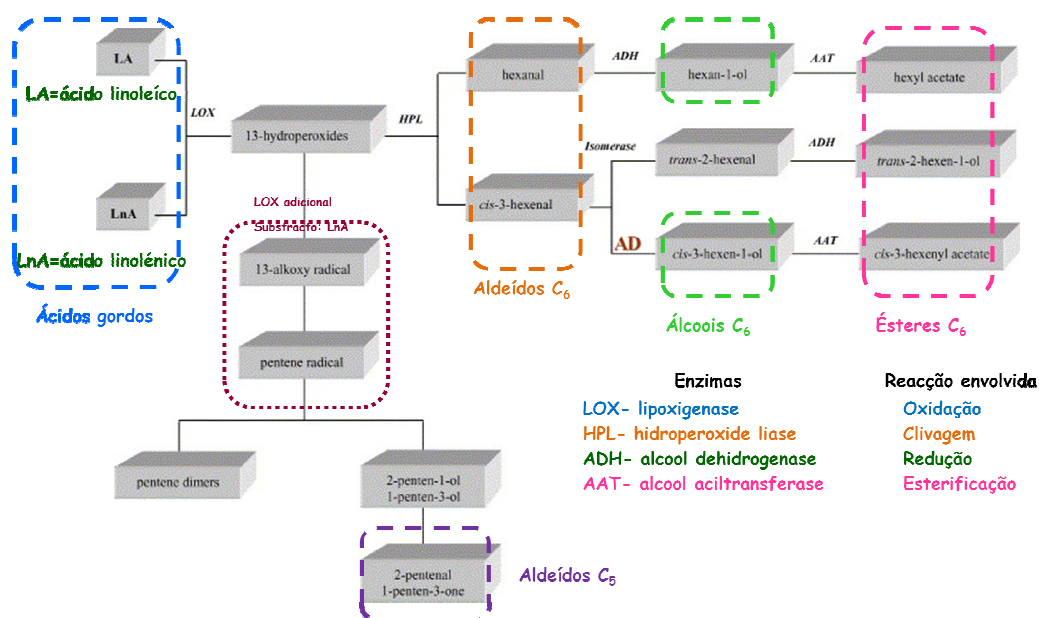 LA
LA=ácido linoleíco
LOX
LnA
LnA=ácido linolénico
Ácidos gordos
13-hydroperoxides
HPL
LOX adicional
Substracto: LnA
13-alkoxy radical
pentene radical
pentene dimers
2-penten-1-ol
1-penten-3-ol
2-pentenal
1-penten-3-one
Aldeídos C5
hexanal
cis-3-hexenal
Aldeídos C6
ADH
hexan-1-ol
AAT
hexyl acetate
Isomerase
trans-2-hexenal
ADH
trans-2-hexen-1-ol
AD
cis-3-hexen-1-ol
AAT
cis-3-hexenyl acetate
Álcoois C6
Ésteres C6
Enzimas
LOX- lipoxigenase
HPL- hidroperoxide liase
ADH- alcool dehidrogenase
AAT- alcool aciltransferase
Reacção envolvida
Oxidação
Clivagem
Redução
Esterificação